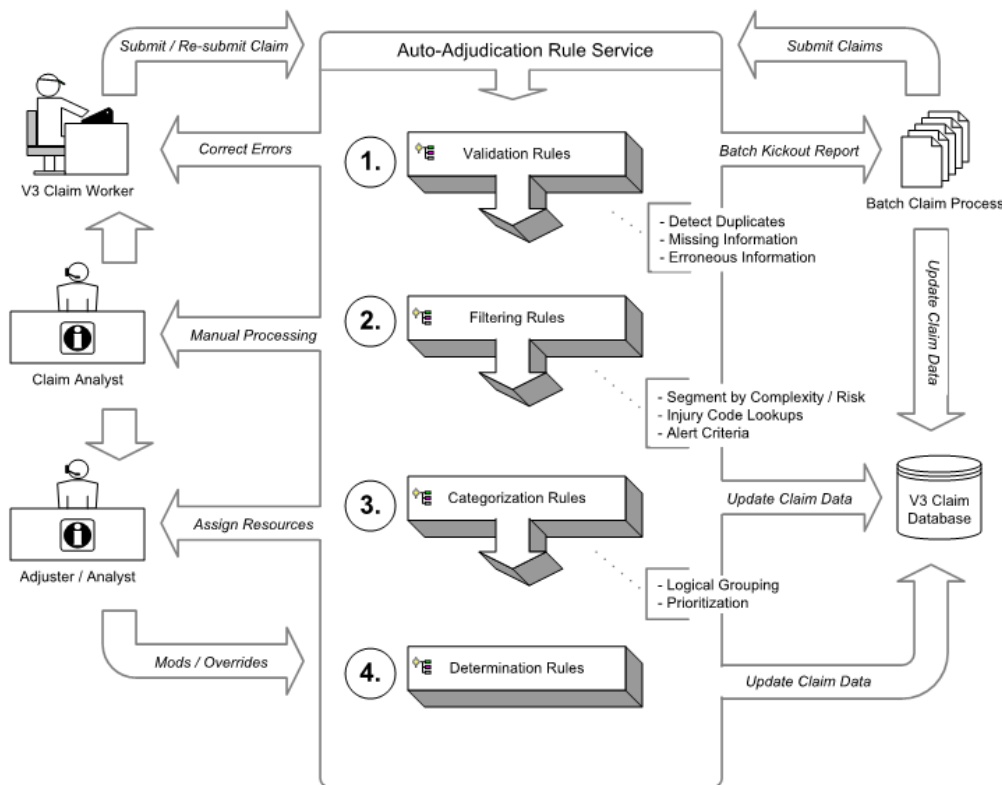 Submit / Re-submit Claim
Auto-Adjudication Rule Service
Submit Claims
V3 Claim Worker
Correct Errors
1.
Validation Rules
Batch Kickout Report
Batch Claim Process
- Detect Duplicates
- Missing Information
- Erroneous Information
Update Claim Data
Claim Analyst
Manual Processing
2.
Filtering Rules
- Segment by Complexity / Risk
- Injury Code Lookups
- Alert Criteria
Adjuster / Analyst
Assign Resources
3.
Categorization Rules
Update Claim Data
V3 Claim
Database
- Logical Grouping
- Prioritization
Mods / Overrides
4.
Determination Rules
Update Claim Data